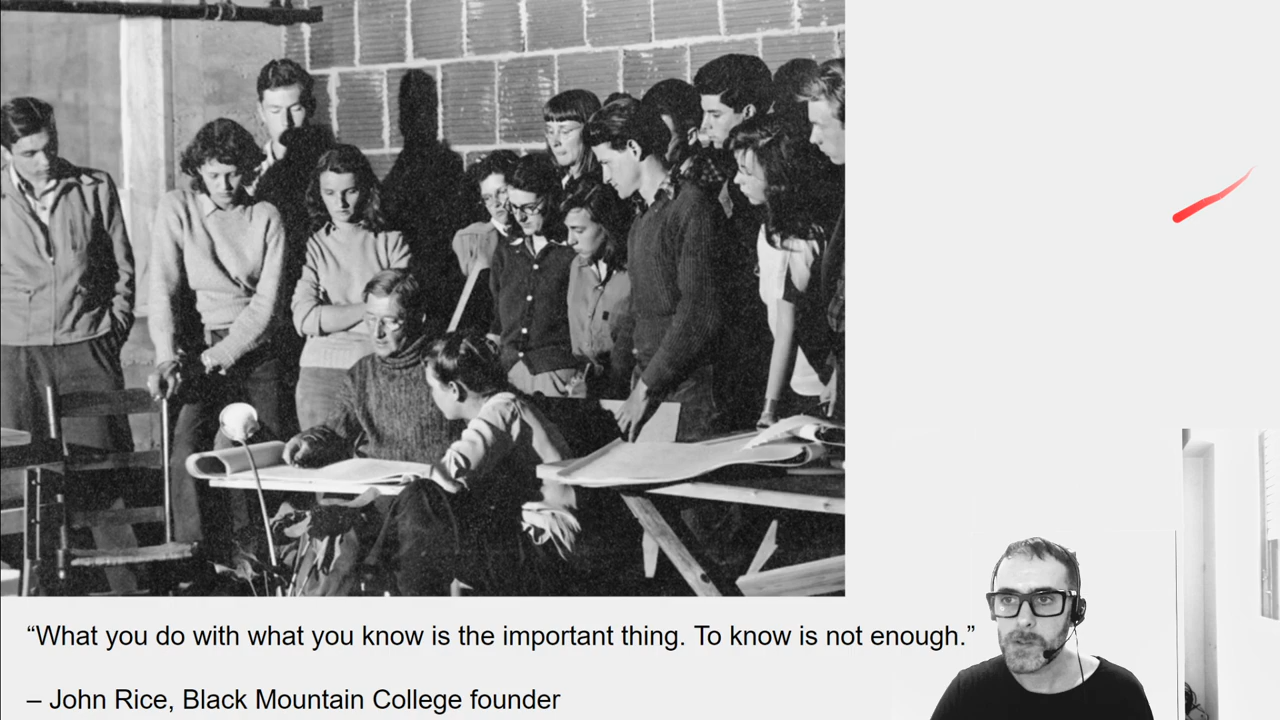 “What you do with what you know is the important thing. To know is not enough.”
– John Rice, Black Mountain College founder